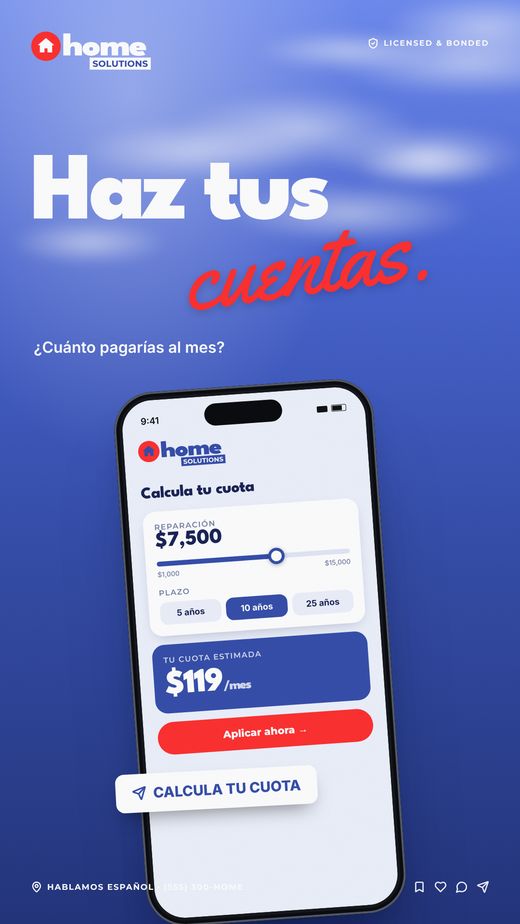 home
SOLUTIONS
LICENSED & BONDED
Haz tus
cuentas.
¿Cuánto pagarías al mes?
9:41
home
SOLUTIONS
Calcula tu cuota
REPARACIÓN
$7,500
$1,000 $15,000
PLAZO
5 años 10 años 25 años
TU CUOTA ESTIMADA
$119 /mes
Aplicar ahora →
CALCULA TU CUOTA
HABLAMOS ESPAÑOL · (555) 300-HOME